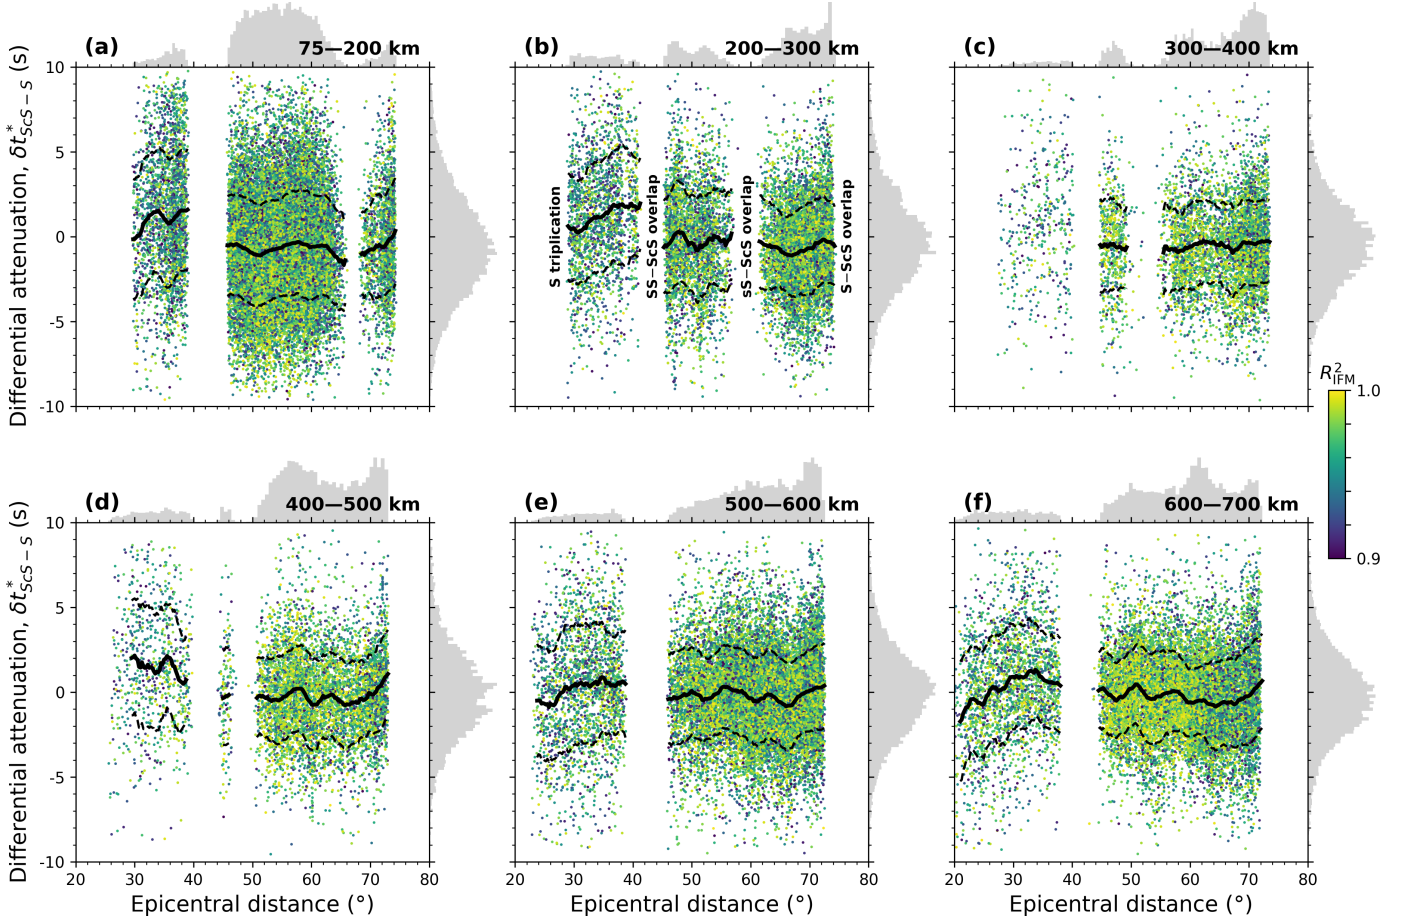 (a)
75—200 km
(b)
200—300 km
(c)
300—400 km
Differential attenuation, δt*ScS − S (s)
10
5
0
-5
-10
S triplication
SS−ScS overlap
sS−ScS overlap
S−ScS overlap
R²IFM
1.0
0.9
(d)
400—500 km
(e)
500—600 km
(f)
600—700 km
Differential attenuation, δt*ScS − S (s)
10
5
0
-5
-10
20 30 40 50 60 70 80
20 30 40 50 60 70 80
20 30 40 50 60 70 80
Epicentral distance (°)
Epicentral distance (°)
Epicentral distance (°)